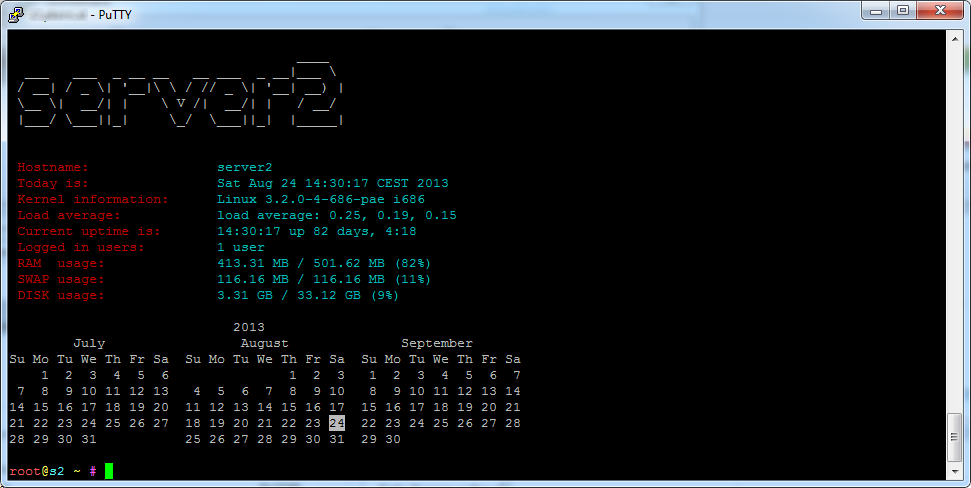 - PuTTY
server2
Hostname: server2
Today is: Sat Aug 24 14:30:17 CEST 2013
Kernel information: Linux 3.2.0-4-686-pae i686
Load average: load average: 0.25, 0.19, 0.15
Current uptime is: 14:30:17 up 82 days, 4:18
Logged in users: 1 user
RAM  usage: 413.31 MB / 501.62 MB (82%)
SWAP usage: 116.16 MB / 116.16 MB (11%)
DISK usage: 3.31 GB / 33.12 GB (9%)
2013
July August September
Su Mo Tu We Th Fr Sa  Su Mo Tu We Th Fr Sa  Su Mo Tu We Th Fr Sa
    1  2  3  4  5  6               1  2  3   1  2  3  4  5  6  7
 7  8  9 10 11 12 13   4  5  6  7  8  9 10   8  9 10 11 12 13 14
14 15 16 17 18 19 20  11 12 13 14 15 16 17  15 16 17 18 19 20 21
21 22 23 24 25 26 27  18 19 20 21 22 23 24  22 23 24 25 26 27 28
28 29 30 31           25 26 27 28 29 30 31  29 30
root@s2 ~ #